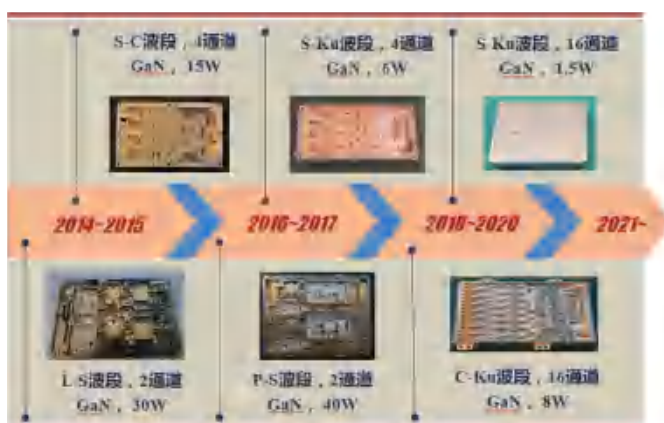 S-C波段，4通道
GaN， 15W
S-Ku波段，4通道
GaN， 6W
S-Ku波段，16通道
GaN， 1.5W
2014~2015
2016~2017
2018~2020
2021~
L-S波段，2通道
GaN， 30W
P-S波段，2通道
GaN， 40W
C-Ku波段，16通道
GaN， 8W